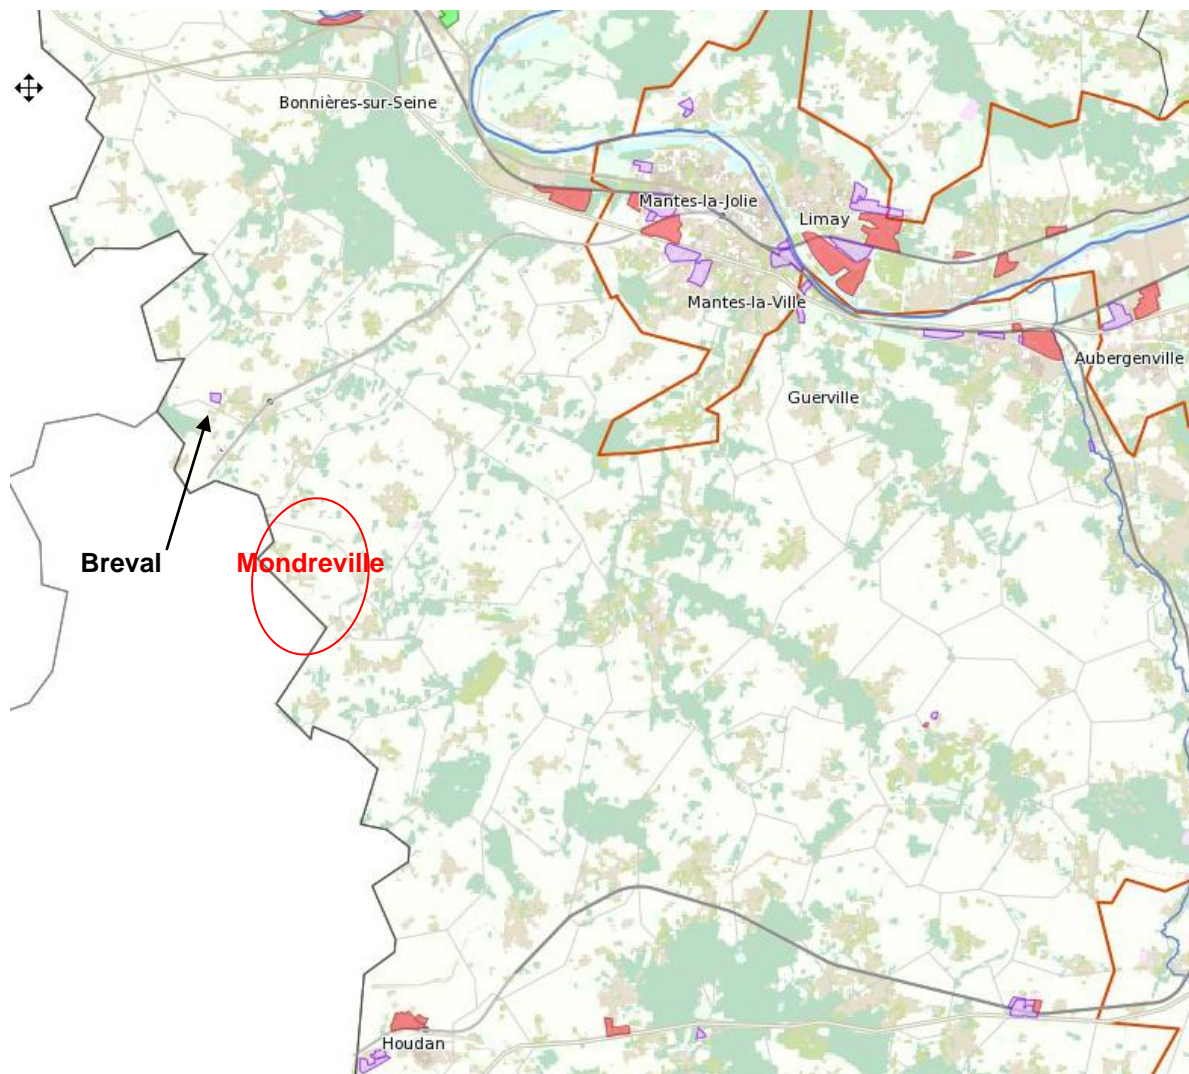 Bonnières-sur-Seine
Mantes-la-Jolie
Limay
Mantes-la-Ville
Aubergenville
Guerville
Breval
Mondreville
Houdan